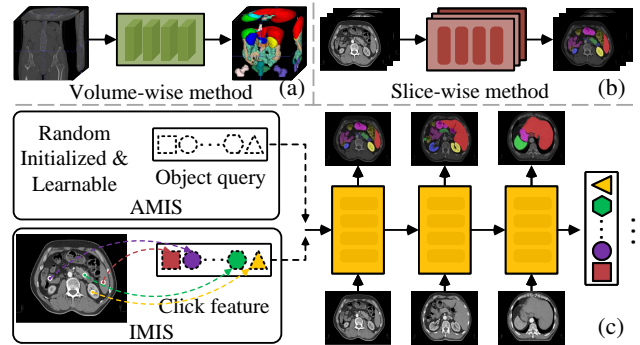 Volume-wise method
(a)
Slice-wise method
(b)
Random
Initialized &
Learnable
Object query
AMIS
Click feature
IMIS
(c)